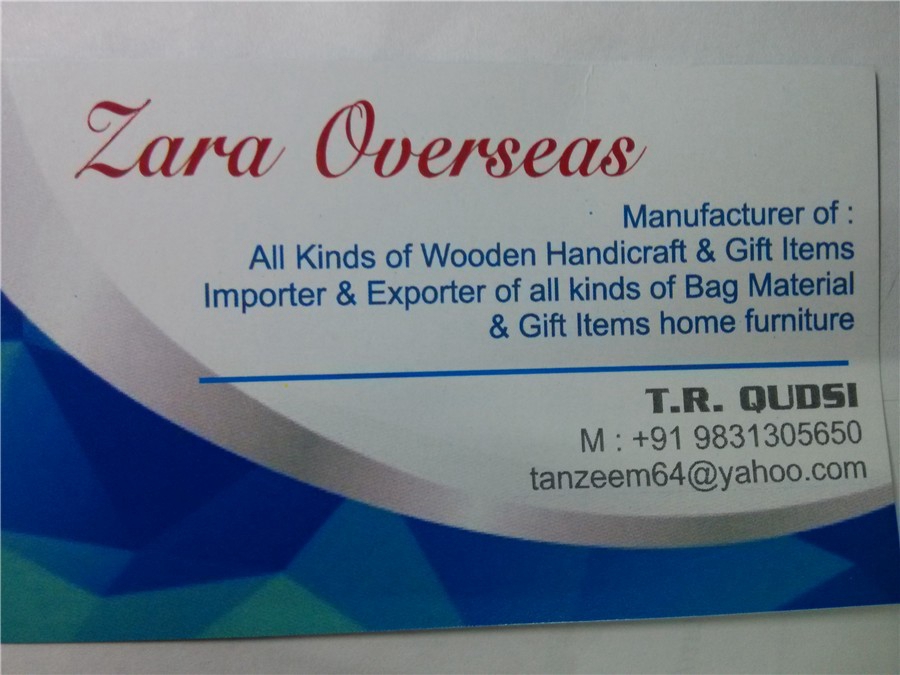 Zara Overseas
Manufacturer of :
All Kinds of Wooden Handicraft & Gift Items
Importer & Exporter of all kinds of Bag Material
& Gift Items home furniture
T.R. QUDSI
M : +91 9831305650
tanzeem64@yahoo.com